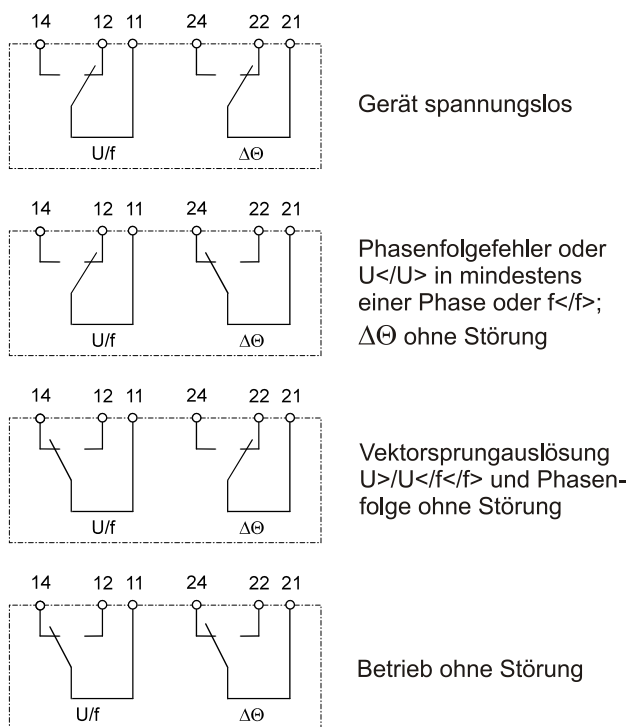 14 12 11 24 22 21
Gerät spannungslos
U/f ΔΘ
14 12 11 24 22 21
Phasenfolgefehler oder
U</U> in mindestens
einer Phase oder f</f>;
ΔΘ ohne Störung
U/f ΔΘ
14 12 11 24 22 21
Vektorsprungauslösung
U>/U</f</f> und Phasen-
folge ohne Störung
U/f ΔΘ
14 12 11 24 22 21
Betrieb ohne Störung
U/f ΔΘ